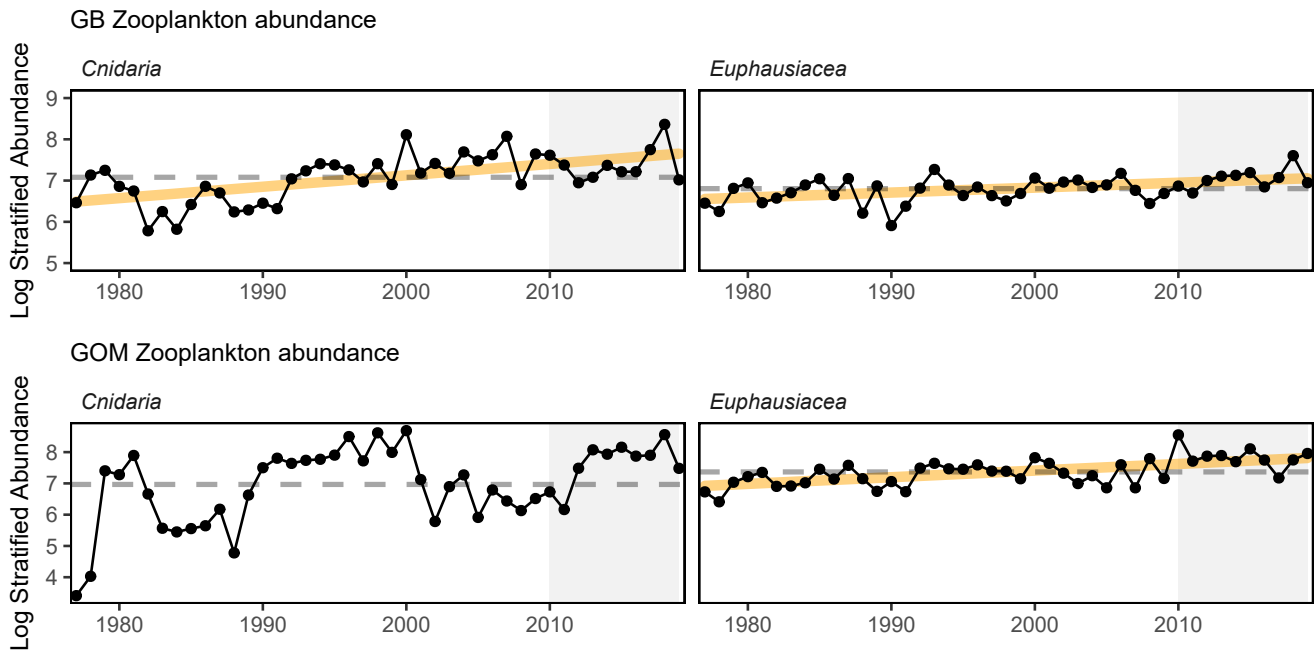 GB Zooplankton abundance
Cnidaria
Euphausiacea
Log Stratified Abundance
9
8
7
6
5
1980 1990 2000 2010
1980 1990 2000 2010
GOM Zooplankton abundance
Cnidaria
Euphausiacea
Log Stratified Abundance
8
7
6
5
4
1980 1990 2000 2010
1980 1990 2000 2010